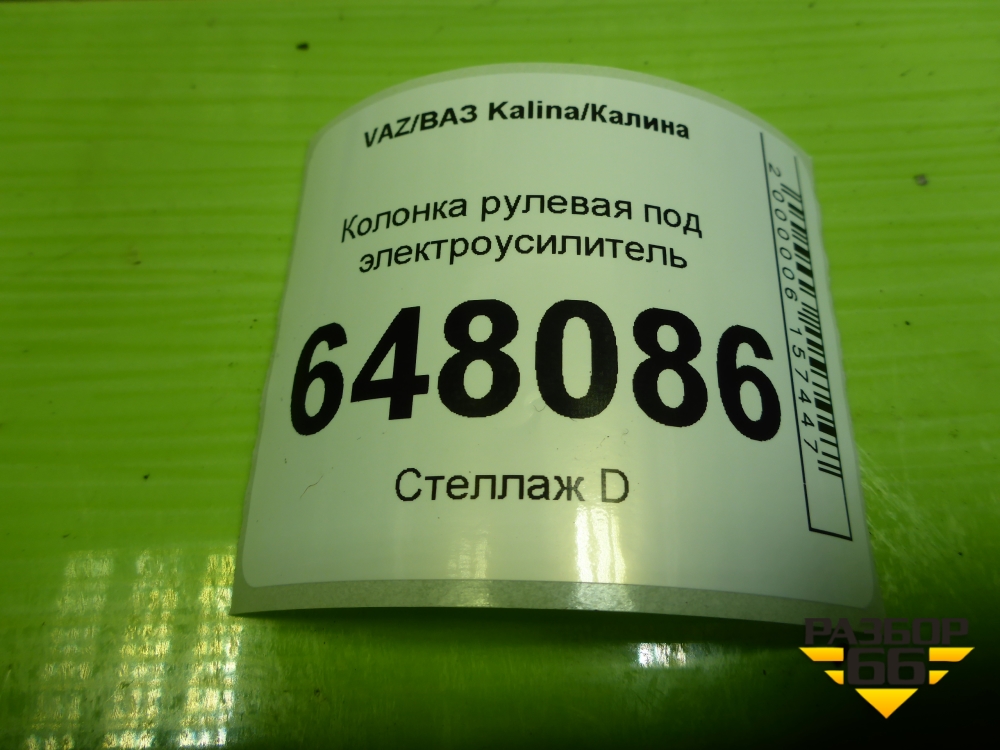 VAZ/ВАЗ Kalina/Калина
Колонка рулевая под
электроусилитель
648086
Стеллаж D
2000006157447
РАЗБОР
66